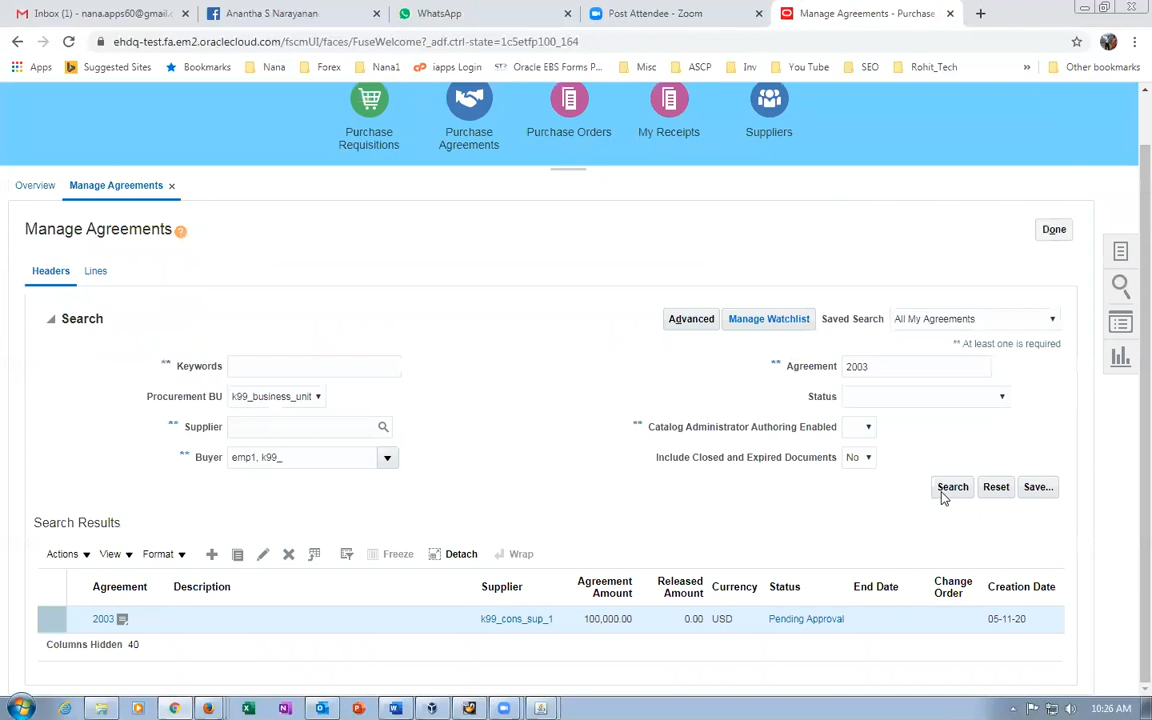 Inbox (1) - nana.apps60@gmail.c
Anantha S Narayanan
WhatsApp
Post Attendee - Zoom
Manage Agreements - Purchase
ehdq-test.fa.em2.oraclecloud.com/fscmUI/faces/FuseWelcome?_adf.ctrl-state=1c5etfp100_164
Apps Suggested Sites Bookmarks Nana Forex Nana1 iapps Login Oracle EBS Forms P... Misc ASCP Inv You Tube SEO Rohit_Tech » Other bookmarks
Purchase Requisitions
Purchase Agreements
Purchase Orders
My Receipts
Suppliers
Overview Manage Agreements ×
Manage Agreements ?
Done
Headers Lines
Search
Advanced Manage Watchlist Saved Search All My Agreements
** At least one is required
** Keywords
** Agreement 2003
Procurement BU k99_business_unit
Status
** Supplier
** Catalog Administrator Authoring Enabled
** Buyer emp1, k99_
Include Closed and Expired Documents No
Search Reset Save...
Search Results
Actions View Format Freeze Detach Wrap
Agreement Description Supplier Agreement Amount Released Amount Currency Status End Date Change Order Creation Date
2003 k99_cons_sup_1 100,000.00 0.00 USD Pending Approval 05-11-20
Columns Hidden 40
10:26 AM